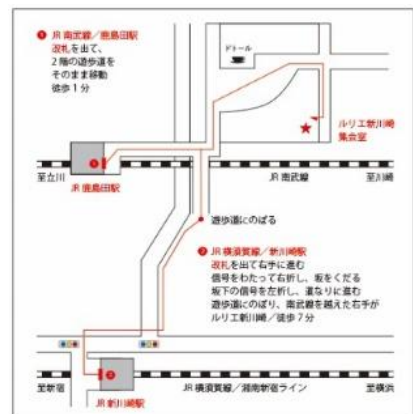 ❶ JR 南武線／鹿島田駅
改札を出て、
2階の遊歩道を
そのまま移動
徒歩1分
ドトール
ルリエ新川崎
集会室
❶
至立川
JR 南武線
至川崎
JR 鹿島田駅
遊歩道にのぼる
❷ JR 横須賀線／新川崎駅
改札を出て右手に進む
信号をわたって右折し、坂をくだる
坂下の信号を左折し、道なりに進む
遊歩道にのぼり、南武線を越えた右手が
ルリエ新川崎／徒歩7分
至新宿
JR 横須賀線／湘南新宿ライン
至横浜
JR 新川崎駅